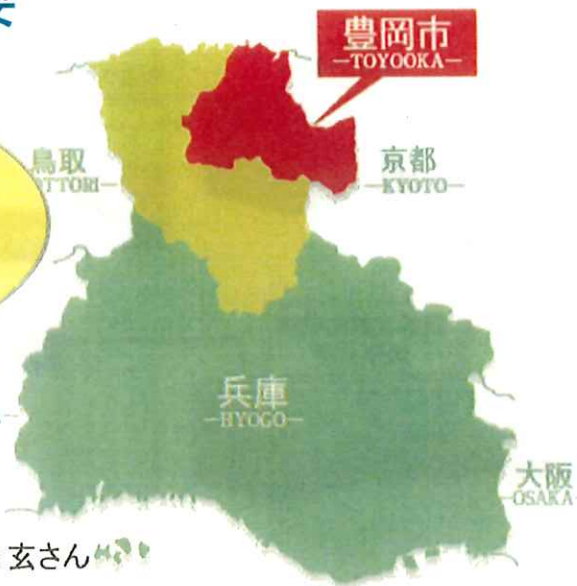 豊岡市
—TOYOOKA—
鳥取
TTORI—
京都
—KYOTO—
兵庫
—HYOGO—
大阪
—OSAKA—
玄さん